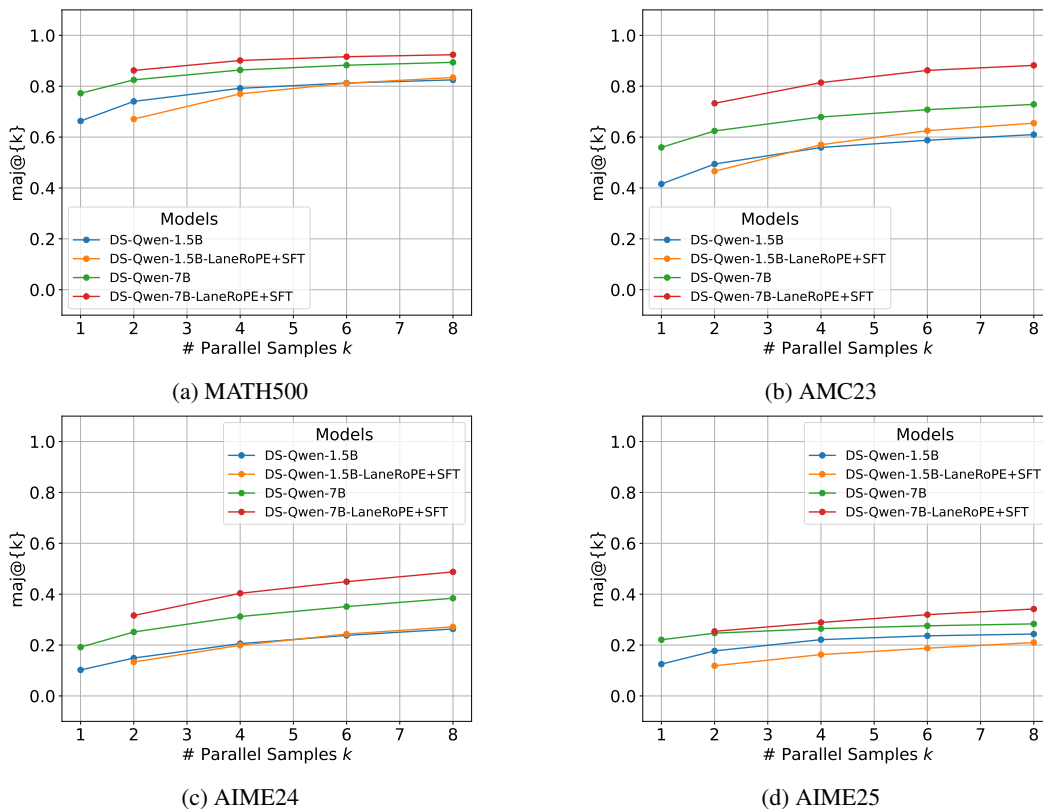 1.0
0.8
0.6
0.4
0.2
0.0
maj@{k}
Models
DS-Qwen-1.5B
DS-Qwen-1.5B-LaneRoPE+SFT
DS-Qwen-7B
DS-Qwen-7B-LaneRoPE+SFT
1 2 3 4 5 6 7 8
# Parallel Samples k
(a) MATH500
1.0
0.8
0.6
0.4
0.2
0.0
maj@{k}
Models
DS-Qwen-1.5B
DS-Qwen-1.5B-LaneRoPE+SFT
DS-Qwen-7B
DS-Qwen-7B-LaneRoPE+SFT
1 2 3 4 5 6 7 8
# Parallel Samples k
(b) AMC23
1.0
0.8
0.6
0.4
0.2
0.0
maj@{k}
Models
DS-Qwen-1.5B
DS-Qwen-1.5B-LaneRoPE+SFT
DS-Qwen-7B
DS-Qwen-7B-LaneRoPE+SFT
1 2 3 4 5 6 7 8
# Parallel Samples k
(c) AIME24
1.0
0.8
0.6
0.4
0.2
0.0
maj@{k}
Models
DS-Qwen-1.5B
DS-Qwen-1.5B-LaneRoPE+SFT
DS-Qwen-7B
DS-Qwen-7B-LaneRoPE+SFT
1 2 3 4 5 6 7 8
# Parallel Samples k
(d) AIME25